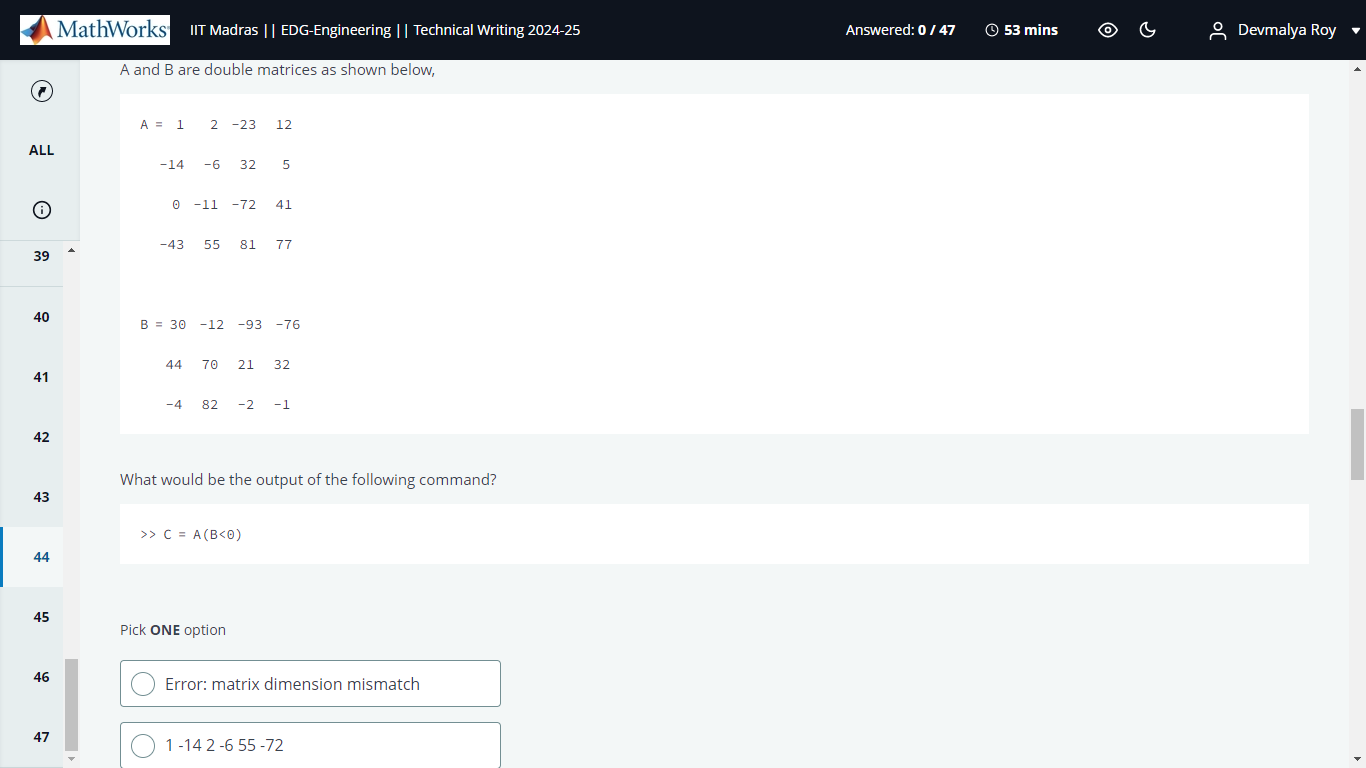 MathWorks IIT Madras || EDG-Engineering || Technical Writing 2024-25 Answered: 0 / 47 53 mins Devmalya Roy
A and B are double matrices as shown below,
A = 1 2 -23 12
-14 -6 32 5
0 -11 -72 41
-43 55 81 77
B = 30 -12 -93 -76
44 70 21 32
-4 82 -2 -1
What would be the output of the following command?
>> C = A(B<0)
Pick ONE option
Error: matrix dimension mismatch
1 -14 2 -6 55 -72
ALL
39
40
41
42
43
44
45
46
47